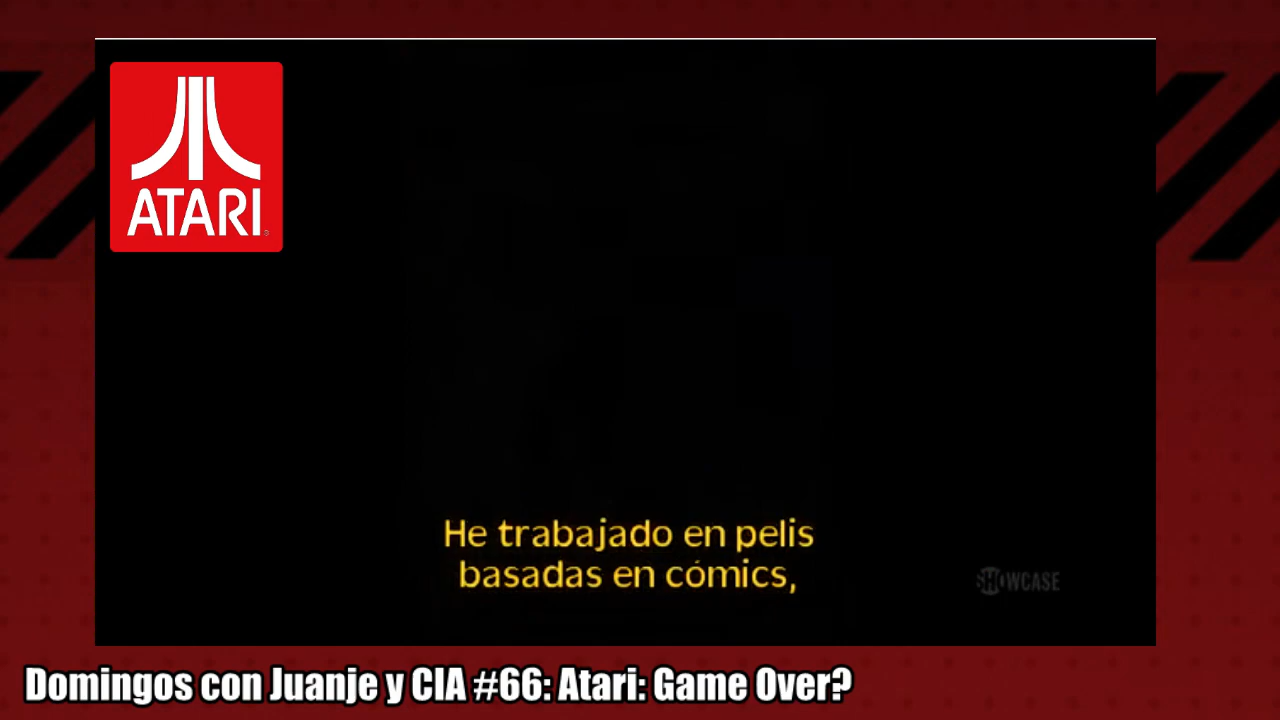 ATARI
He trabajado en pelis
basadas en cómics,
SHOWCASE
Domingos con Juanje y CIA #66: Atari: Game Over?